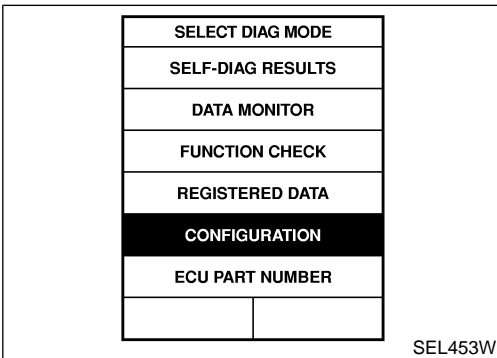 SELECT DIAG MODE
SELF-DIAG RESULTS
DATA MONITOR
FUNCTION CHECK
REGISTERED DATA
CONFIGURATION
ECU PART NUMBER
SEL453W